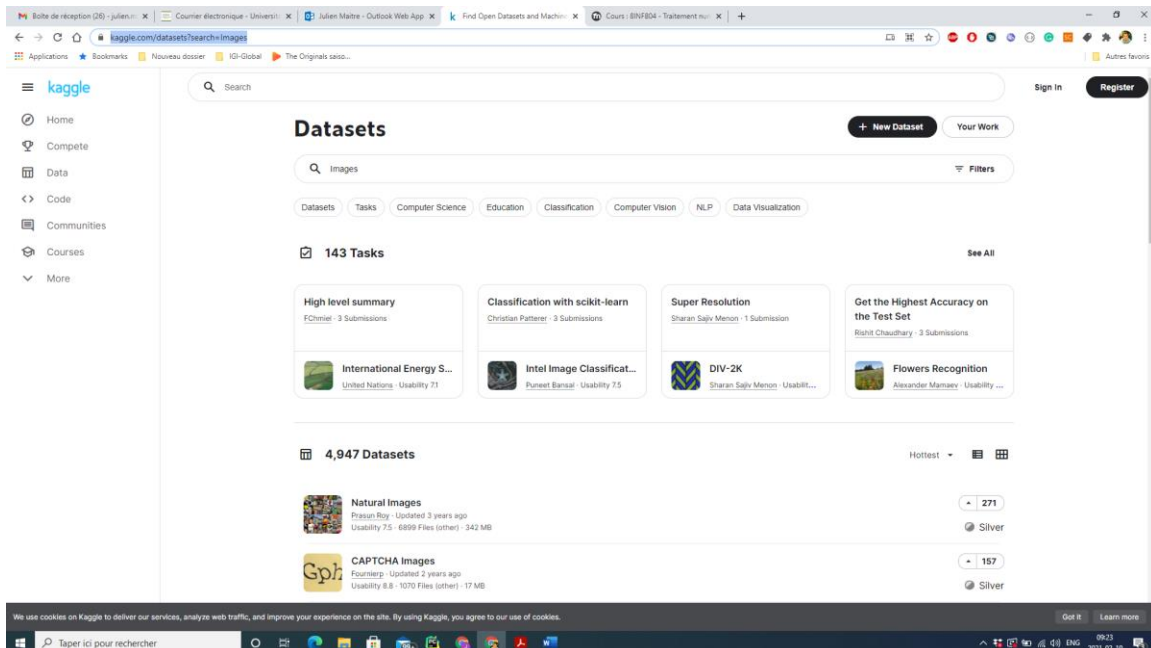 Boîte de réception (26) - julien.m
Courrier électronique - Universit
Julien Maitre - Outlook Web App
Find Open Datasets and Machine
Cours : 8INF804 - Traitement nu
kaggle.com/datasets?search=Images
Applications
Bookmarks
Nouveau dossier
IGI-Global
The Originals saiso...
Autres favoris
kaggle
Search
Sign In
Register
Home
Compete
Data
Code
Communities
Courses
More
Datasets
+ New Dataset
Your Work
Images
Filters
Datasets
Tasks
Computer Science
Education
Classification
Computer Vision
NLP
Data Visualization
143 Tasks
See All
High level summary
FChmiel · 3 Submissions
International Energy S...
United Nations · Usability 7.1
Classification with scikit-learn
Christian Patterer · 3 Submissions
Intel Image Classificat...
Puneet Bansal · Usability 7.5
Super Resolution
Sharan Sajiv Menon · 1 Submission
DIV-2K
Sharan Sajiv Menon · Usabilit...
Get the Highest Accuracy on
the Test Set
Rishit Chaudhary · 3 Submissions
Flowers Recognition
Alexander Mamaev · Usability ...
4,947 Datasets
Hottest
Natural Images
Prasun Roy · Updated 3 years ago
Usability 7.5 · 6899 Files (other) · 342 MB
271
Silver
Gph
CAPTCHA Images
Fournierp · Updated 2 years ago
Usability 8.8 · 1070 Files (other) · 17 MB
157
Silver
We use cookies on Kaggle to deliver our services, analyze web traffic, and improve your experience on the site. By using Kaggle, you agree to our use of cookies.
Got it
Learn more
Taper ici pour rechercher
ENG
09:23